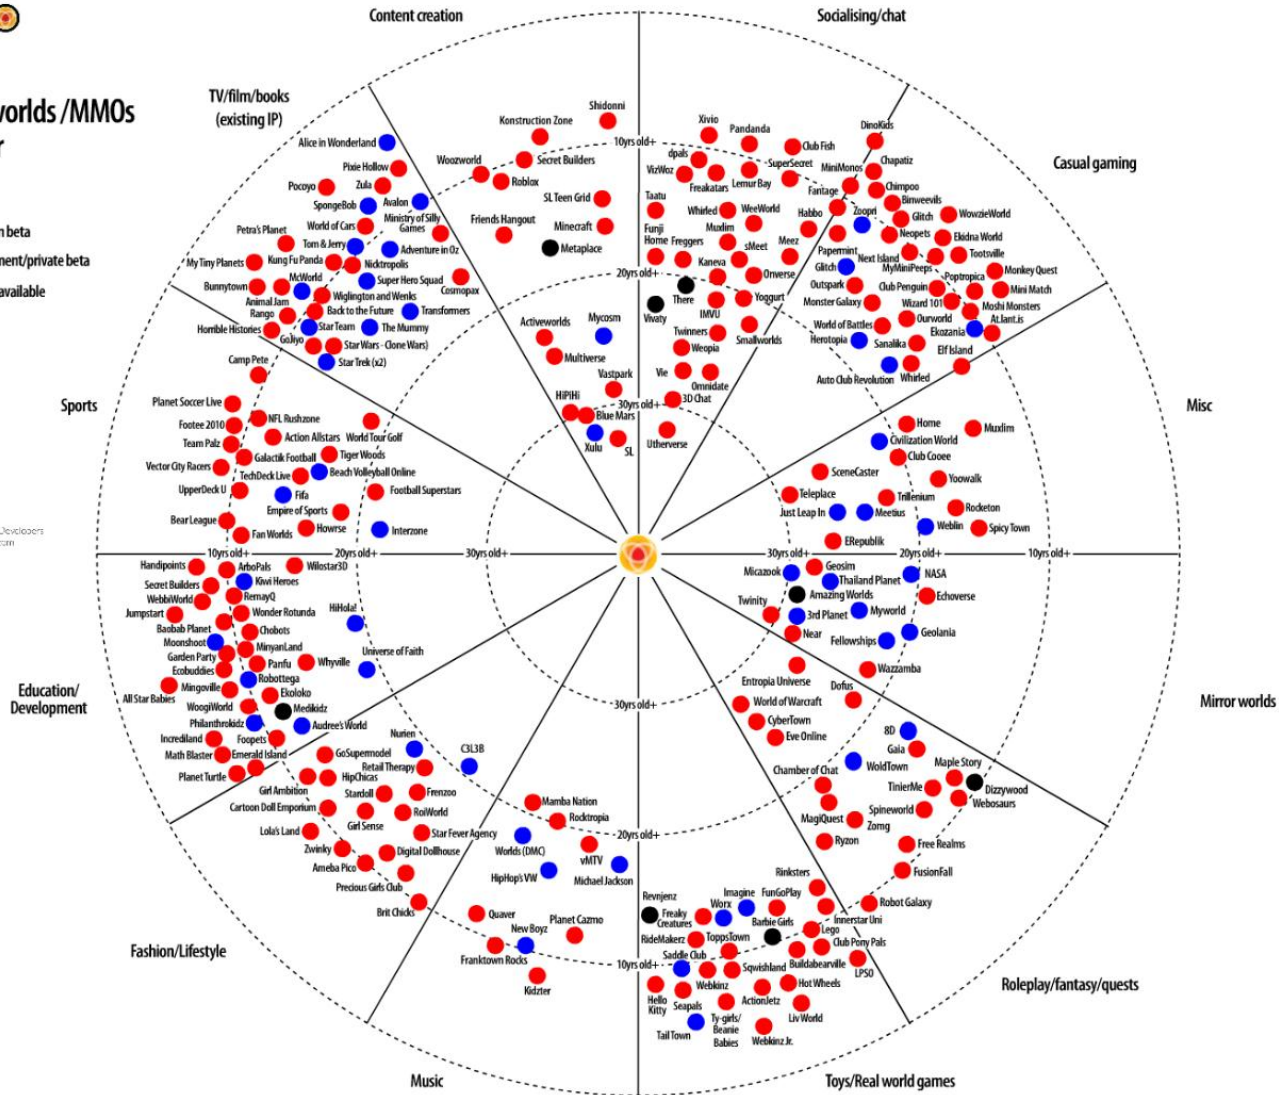 Content creation
Socialising/chat
TV/film/books
(existing IP)
worlds /MMOs
r
n beta
ment/private beta
available
Developers
com
Casual gaming
Sports
Misc
Education/
Development
Mirror worlds
Fashion/Lifestyle
Roleplay/fantasy/quests
Music
Toys/Real world games
Shidonni
Konstruction Zone
10yrs old+
Woozworld
Secret Builders
Roblox
SL Teen Grid
Friends Hangout
Minecraft
Metaplace
20yrs old+
Activeworlds
Mycosm
Multiverse
Vastpark
HiPiHi
30yrs old+
Blue Mars
Xulu
SL
Xivio
Pandanda
Club Fish
dpals
SuperSecret
VizWoz
Freakatars
Lemur Bay
Taatu
Whirled
WeeWorld
Habbo
Funji
Home
Freggers
Muxlim
sMeet
Meez
Kaneva
Onverse
There
Vivaty
IMVU
Yoggurt
Twinners
Smallworlds
Weopia
Vie
Omnidate
3D Chat
Utherverse
DinoKids
MiniMonos
Chapatiz
Fantage
Chimpoo
Binweevils
Zoopri
Glitch
WowzieWorld
Neopets
Ekidna World
Papermint
Next Island
Tootsville
Glitch
MyMiniPeeps
Poptropica
Monkey Quest
Outspark
Club Penguin
Mini Match
Monster Galaxy
Wizard 101
Moshi Monsters
World of Battles
Ourworld
At.lant.is
Ekozania
Herotopia
Sanalika
Elf Island
Auto Club Revolution
Whirled
Home
Muxlim
Civilization World
Club Cooee
SceneCaster
Yoowalk
Teleplace
Trillenium
Just Leap In
Meetius
Rocketon
Weblin
Spicy Town
ERepublik
30yrs old+
20yrs old+
10yrs old+
Micazook
Geosim
Thailand Planet
NASA
Amazing Worlds
Echoverse
Twinity
3rd Planet
Myworld
Near
Fellowships
Geolania
Wazzamba
Entropia Universe
Dofus
World of Warcraft
CyberTown
Eve Online
8D
Gaia
WoldTown
Maple Story
Chamber of Chat
TinierMe
Dizzywood
Webosaurs
MagiQuest
Spineworld
Zomg
Ryzon
Free Realms
FusionFall
Robot Galaxy
Rinksters
Revnjenz
Imagine
FunGoPlay
Freaky
Creatures
Worx
Barbie Girls
Innerstar Uni
Lego
RideMakerz
ToppsTown
Club Pony Pals
Saddle Club
Buildabearville
LPSO
10yrs old+
Sqwishland
Webkinz
Hot Wheels
Hello
Kitty
Seapals
ActionJetz
Liv World
Ty-girls/
Beanie
Babies
Tail Town
Webkinz Jr.
30yrs old+
20yrs old+
C3L3B
Mamba Nation
Rocktropia
Worlds (DMC)
vMTV
HipHop's VW
Michael Jackson
Quaver
New Boyz
Planet Cazmo
Franktown Rocks
Kidzter
Nurien
GoSupermodel
Retail Therapy
HipChicas
Girl Ambition
Stardoll
Frenzoo
Cartoon Doll Emporium
RoiWorld
Girl Sense
Lola's Land
Star Fever Agency
Zwinky
Digital Dollhouse
Ameba Pico
Precious Girls Club
Brit Chicks
10yrs old+
20yrs old+
30yrs old+
Handipoints
ArboPals
Wilostar3D
Secret Builders
Kiwi Heroes
WebbiWorld
RemayQ
HiHola!
Jumpstart
Wonder Rotunda
Baobab Planet
Chobots
Moonshoot
MinyanLand
Universe of Faith
Garden Party
Panfu
Whyville
Ecobuddies
Robottega
All Star Babies
Mingoville
Ekoloko
WoogiWorld
Medikidz
Philanthrokidz
Audree's World
Incrediland
Foopets
Math Blaster
Emerald Island
Planet Turtle
Camp Pete
Planet Soccer Live
NFL Rushzone
Footee 2010
World Tour Golf
Team Palz
Action Allstars
Galactik Football
Tiger Woods
Vector City Racers
TechDeck Live
Beach Volleyball Online
UpperDeck U
Fifa
Football Superstars
Empire of Sports
Bear League
Howrse
Interzone
Fan Worlds
Alice in Wonderland
Pixie Hollow
Pocoyo
Zula
SpongeBob
Avalon
World of Cars
Ministry of Silly
Games
Petra's Planet
Tom & Jerry
Adventure in Oz
My Tiny Planets
Kung Fu Panda
Nicktropolis
McWorld
Super Hero Squad
Cosmopax
Bunnytown
Wiglington and Wenks
Animal Jam
Back to the Future
Transformers
Rango
Star Team
The Mummy
Horrible Histories
GoJiyo
Star Wars - Clone Wars)
Star Trek (x2)